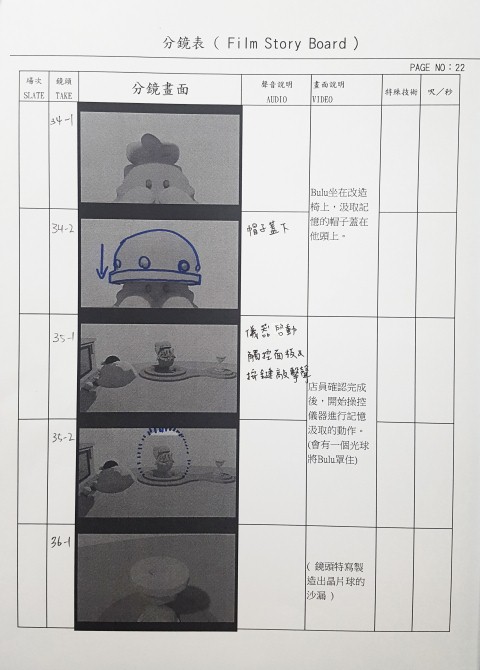 分鏡表 ( Film Story Board )
PAGE NO：22
場次 鏡頭 分鏡畫面 聲音說明 畫面說明 特殊技術 呎／秒
SLATE TAKE AUDIO VIDEO
34-1
Bulu坐在改造
椅上，汲取記
憶的帽子蓋在
他頭上。
34-2
帽子蓋下
35-1
儀器啓動
觸控面板&
按鍵敲擊聲
店員確認完成
後，開始操控
儀器進行記憶
汲取的動作。
(會有一個光球
將Bulu罩住)
35-2
36-1
( 鏡頭特寫製
造出晶片球的
沙漏 )